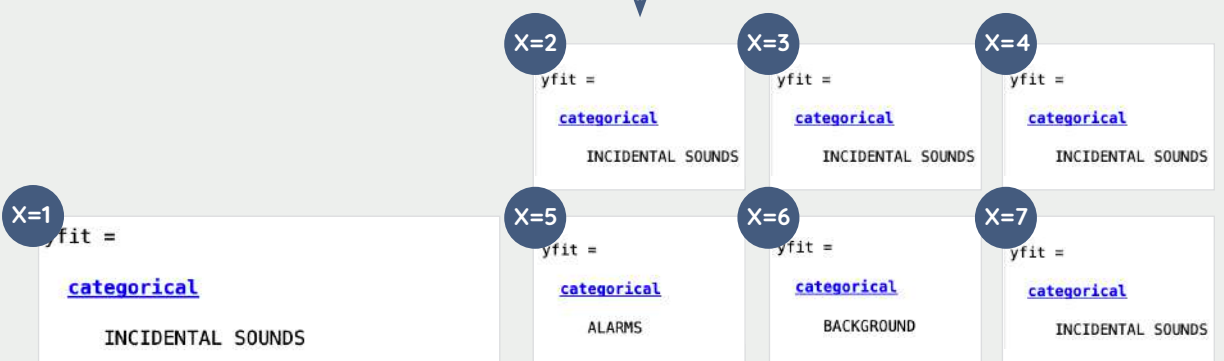 X=2
yfit =
categorical
INCIDENTAL SOUNDS
X=3
yfit =
categorical
INCIDENTAL SOUNDS
X=4
yfit =
categorical
INCIDENTAL SOUNDS
X=1
yfit =
categorical
INCIDENTAL SOUNDS
X=5
yfit =
categorical
ALARMS
X=6
yfit =
categorical
BACKGROUND
X=7
yfit =
categorical
INCIDENTAL SOUNDS